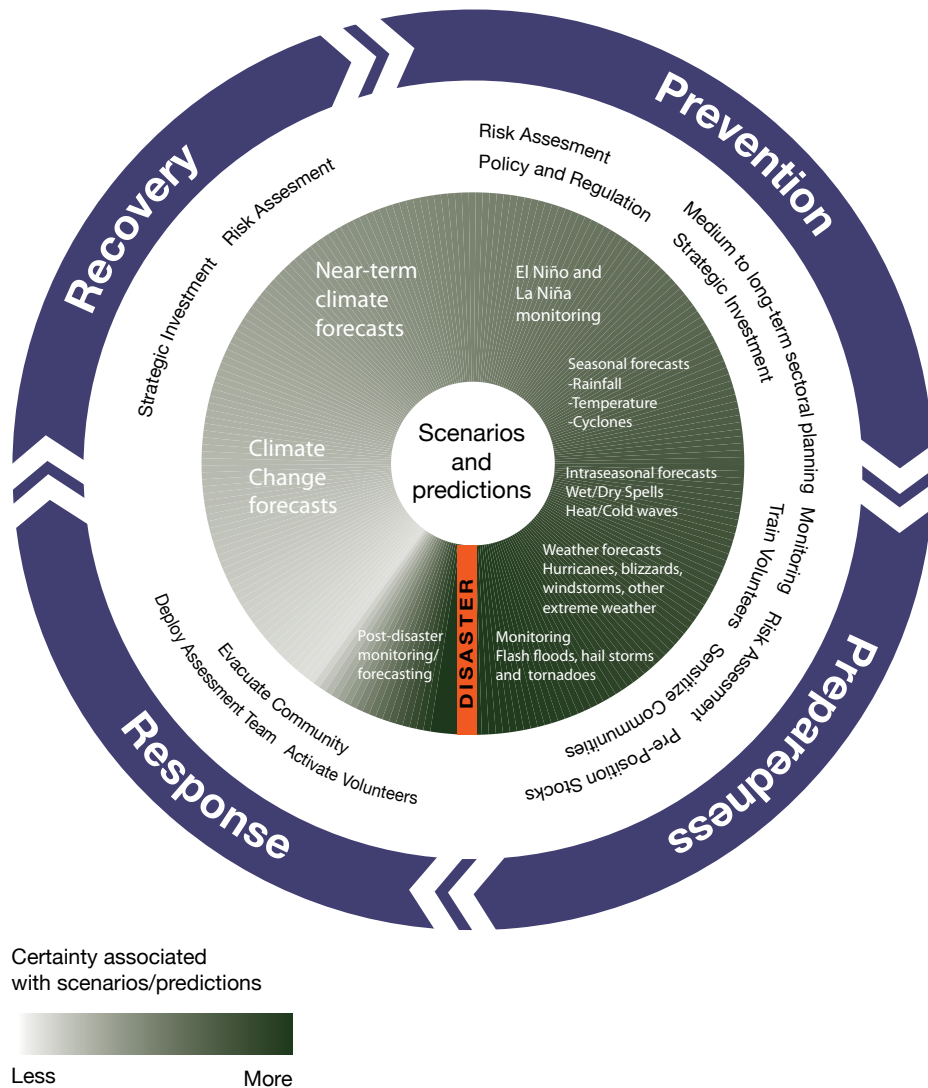 Recovery
Prevention
Preparedness
Response
Risk Assesment
Policy and Regulation
Medium to long-term sectoral planning
Strategic Investment
Monitoring
Train Volunteers
Risk Assesment
Sensitize Communities
Pre-Position Stocks
Evacuate Community
Deploy Assessment Team
Activate Volunteers
Strategic Investment
Risk Assesment
Near-term
climate
forecasts
El Niño and
La Niña
monitoring
Seasonal forecasts
-Rainfall
-Temperature
-Cyclones
Climate
Change
forecasts
Scenarios
and
predictions
Intraseasonal forecasts
Wet/Dry Spells
Heat/Cold waves
Weather forecasts
Hurricanes, blizzards,
windstorms, other
extreme weather
Post-disaster
monitoring/
forecasting
DISASTER
Monitoring
Flash floods, hail storms
and tornadoes
Certainty associated
with scenarios/predictions
Less
More